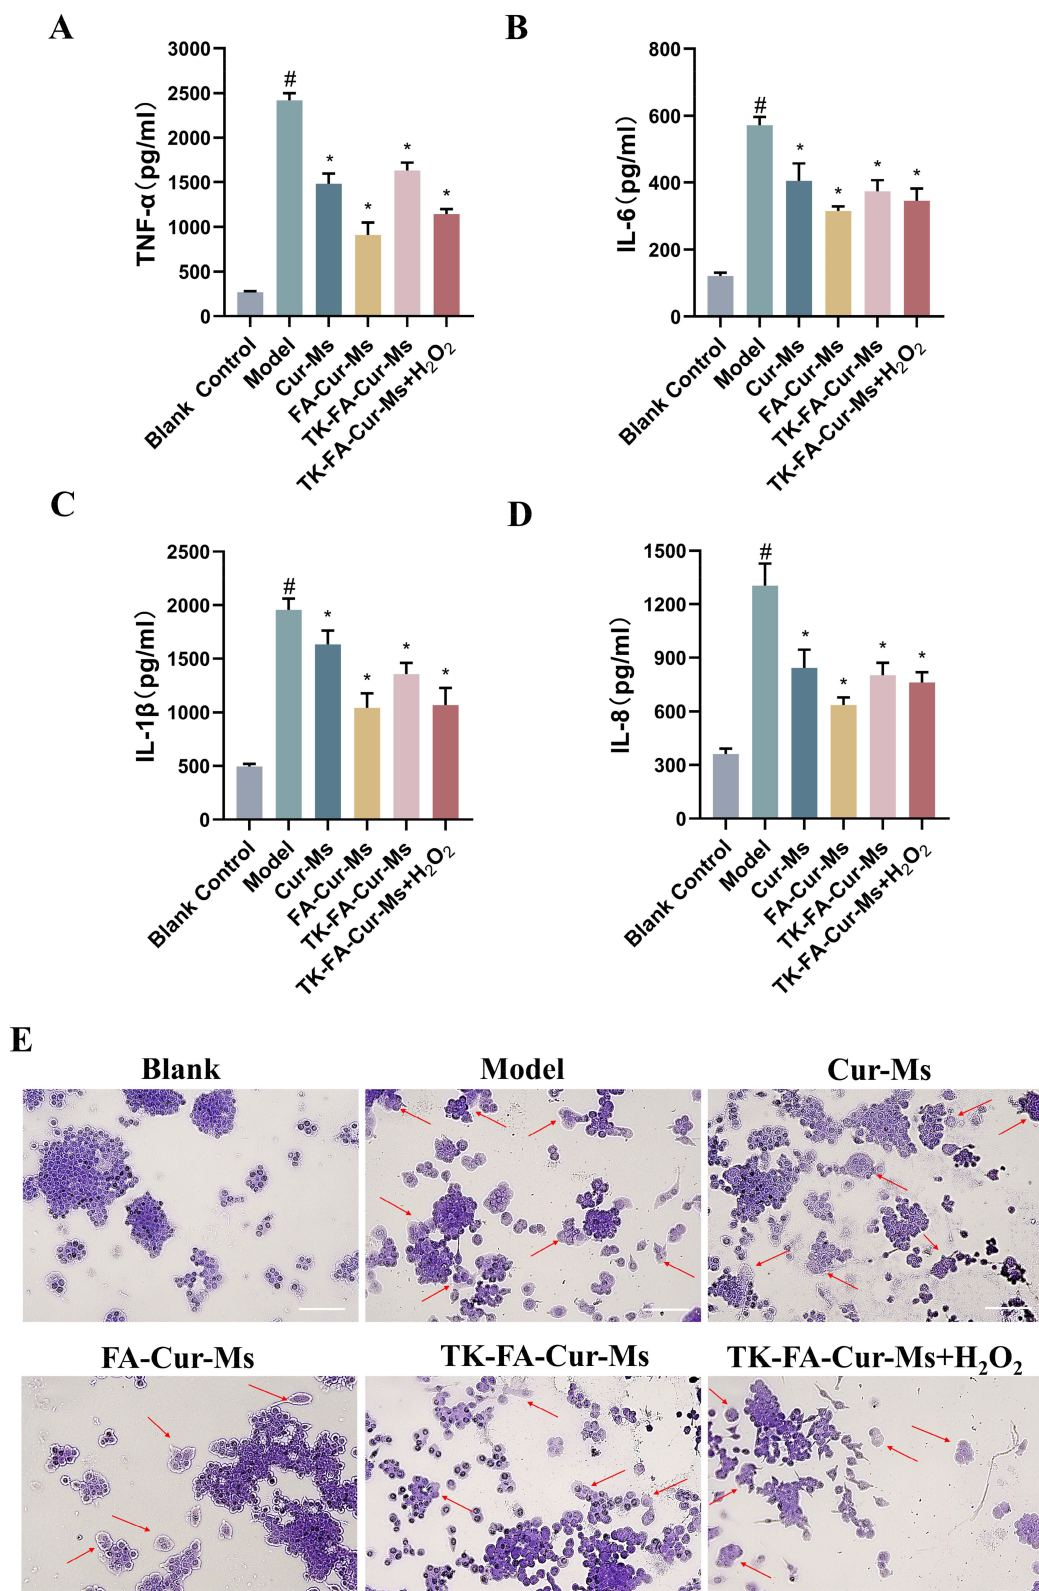 A
TNF-α(pg/ml)
3000
2500
2000
1500
1000
500
0
#
*
*
*
*
Blank Control
Model
Cur-Ms
FA-Cur-Ms
TK-FA-Cur-Ms
TK-FA-Cur-Ms+H₂O₂
B
IL-6(pg/ml)
800
600
400
200
0
#
*
*
*
*
Blank Control
Model
Cur-Ms
FA-Cur-Ms
TK-FA-Cur-Ms
TK-FA-Cur-Ms+H₂O₂
C
IL-1β(pg/ml)
2500
2000
1500
1000
500
0
#
*
*
*
*
Blank Control
Model
Cur-Ms
FA-Cur-Ms
TK-FA-Cur-Ms
TK-FA-Cur-Ms+H₂O₂
D
IL-8(pg/ml)
1500
1200
900
600
300
0
#
*
*
*
*
Blank Control
Model
Cur-Ms
FA-Cur-Ms
TK-FA-Cur-Ms
TK-FA-Cur-Ms+H₂O₂
E
Blank
Model
Cur-Ms
FA-Cur-Ms
TK-FA-Cur-Ms
TK-FA-Cur-Ms+H₂O₂